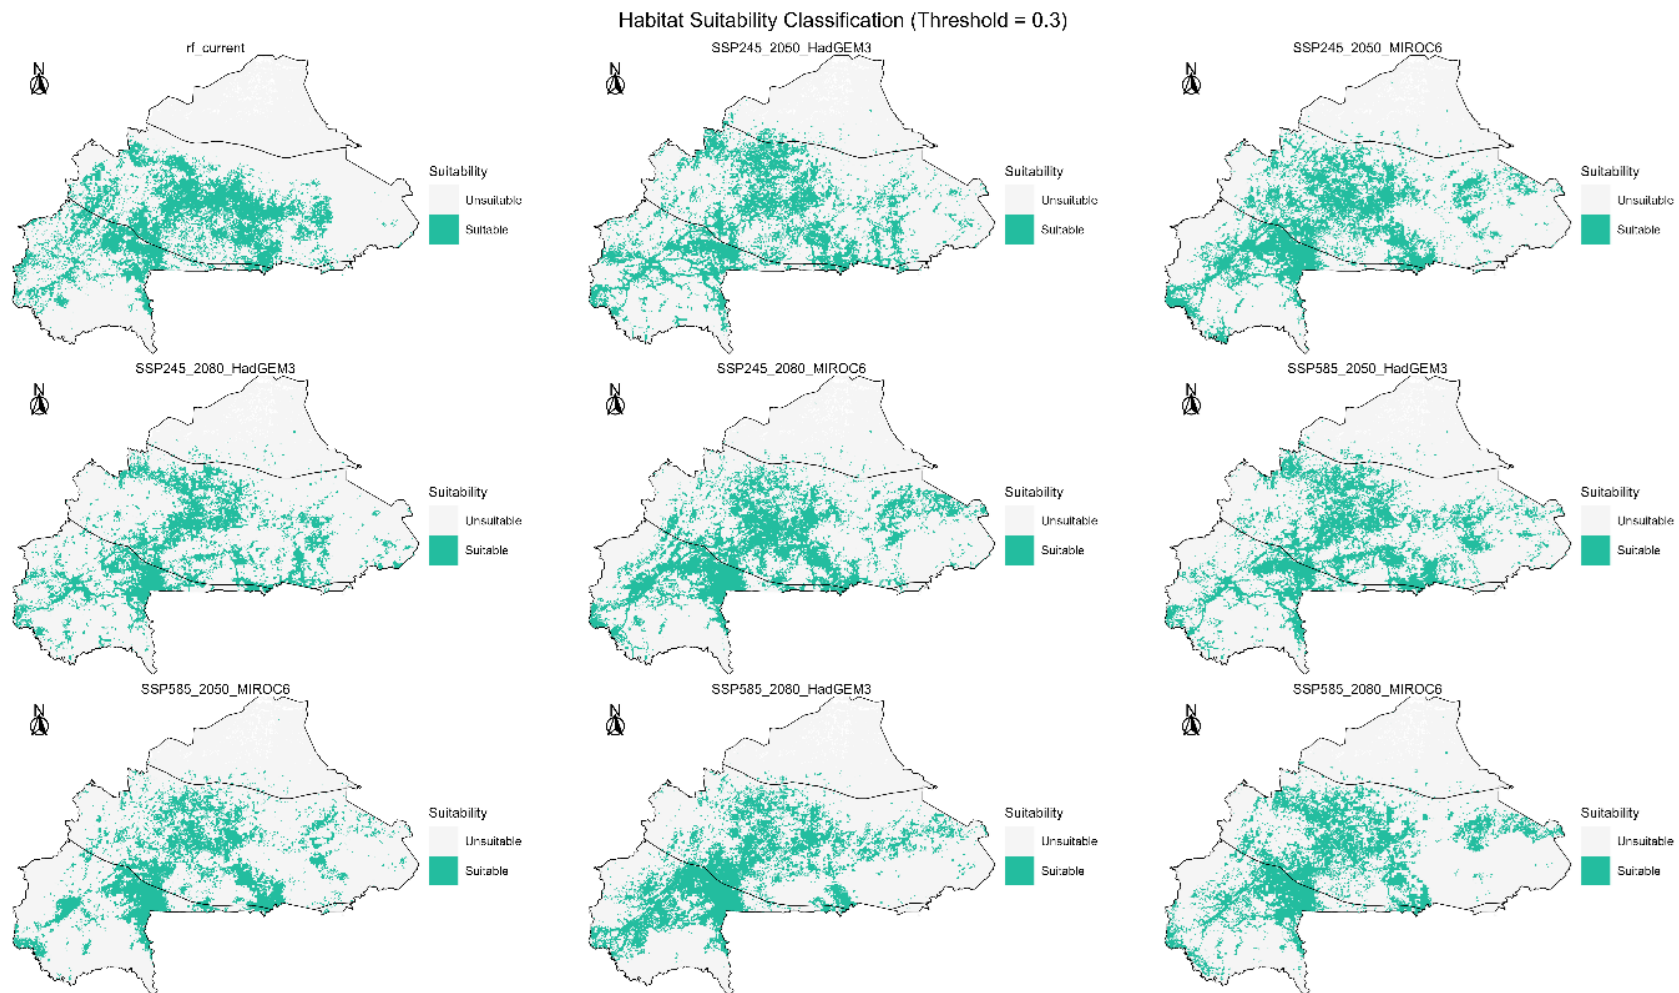 Habitat Suitability Classification (Threshold = 0.3)
rf_current
N
Suitability
Unsuitable
Suitable
SSP245_2050_HadGEM3
N
Suitability
Unsuitable
Suitable
SSP245_2050_MIROC6
N
Suitability
Unsuitable
Suitable
SSP245_2080_HadGEM3
N
Suitability
Unsuitable
Suitable
SSP245_2080_MIROC6
N
Suitability
Unsuitable
Suitable
SSP585_2050_HadGEM3
N
Suitability
Unsuitable
Suitable
SSP585_2050_MIROC6
N
Suitability
Unsuitable
Suitable
SSP585_2080_HadGEM3
N
Suitability
Unsuitable
Suitable
SSP585_2080_MIROC6
N
Suitability
Unsuitable
Suitable